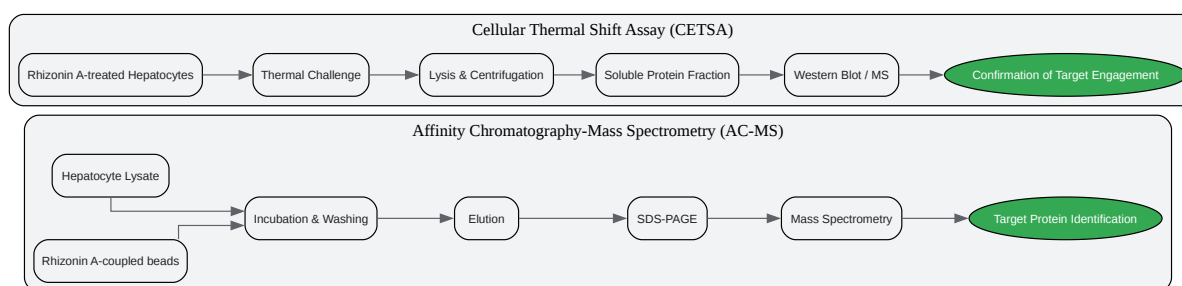 Cellular Thermal Shift Assay (CETSA)
Rhizonin A-treated Hepatocytes
Thermal Challenge
Lysis & Centrifugation
Soluble Protein Fraction
Western Blot / MS
Confirmation of Target Engagement
Affinity Chromatography-Mass Spectrometry (AC-MS)
Hepatocyte Lysate
Rhizonin A-coupled beads
Incubation & Washing
Elution
SDS-PAGE
Mass Spectrometry
Target Protein Identification